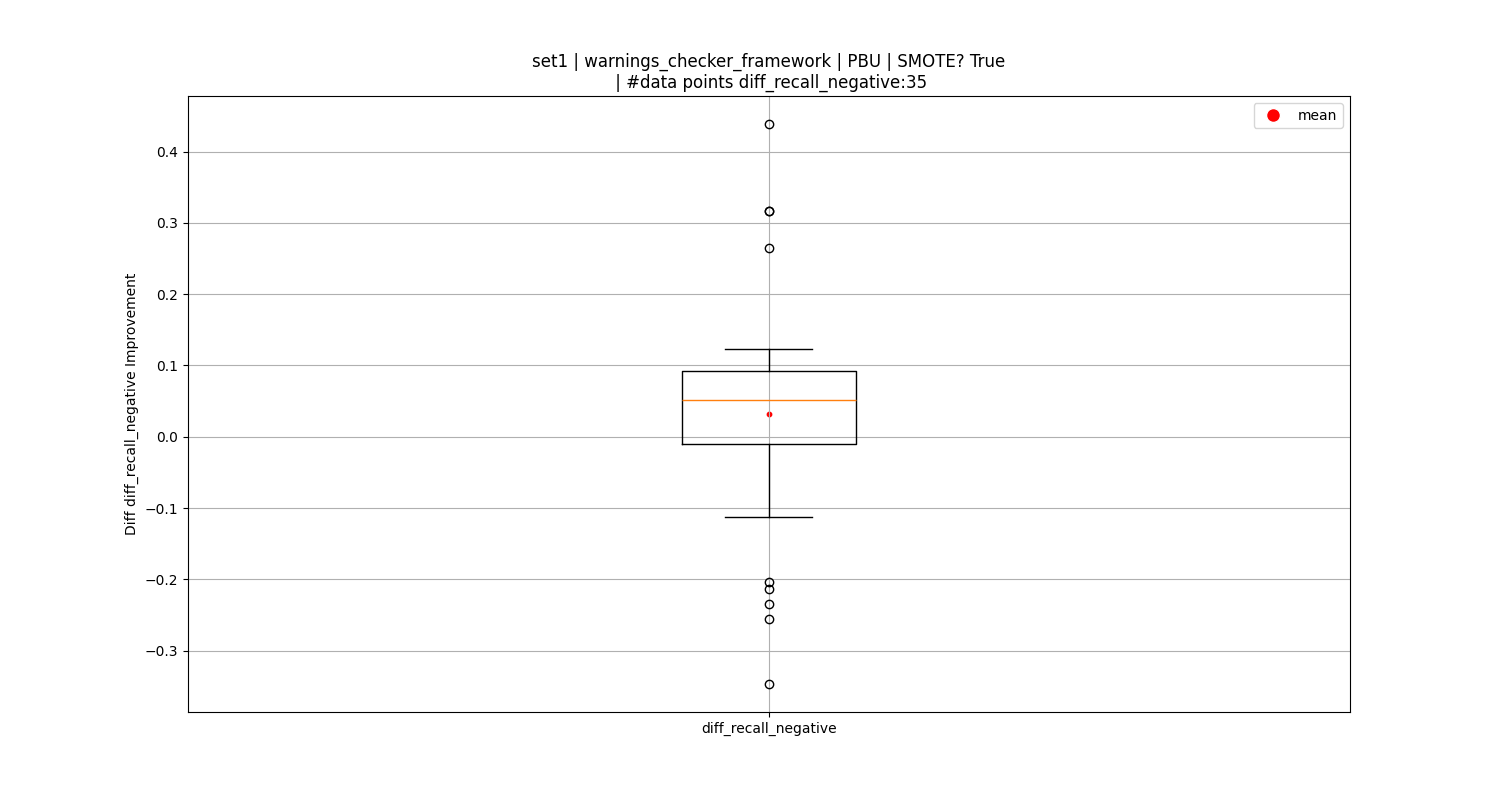 set1 | warnings_checker_framework | PBU | SMOTE? True
| #data points diff_recall_negative:35
mean
0.4
0.3
0.2
0.1
0.0
−0.1
−0.2
−0.3
Diff diff_recall_negative Improvement
diff_recall_negative